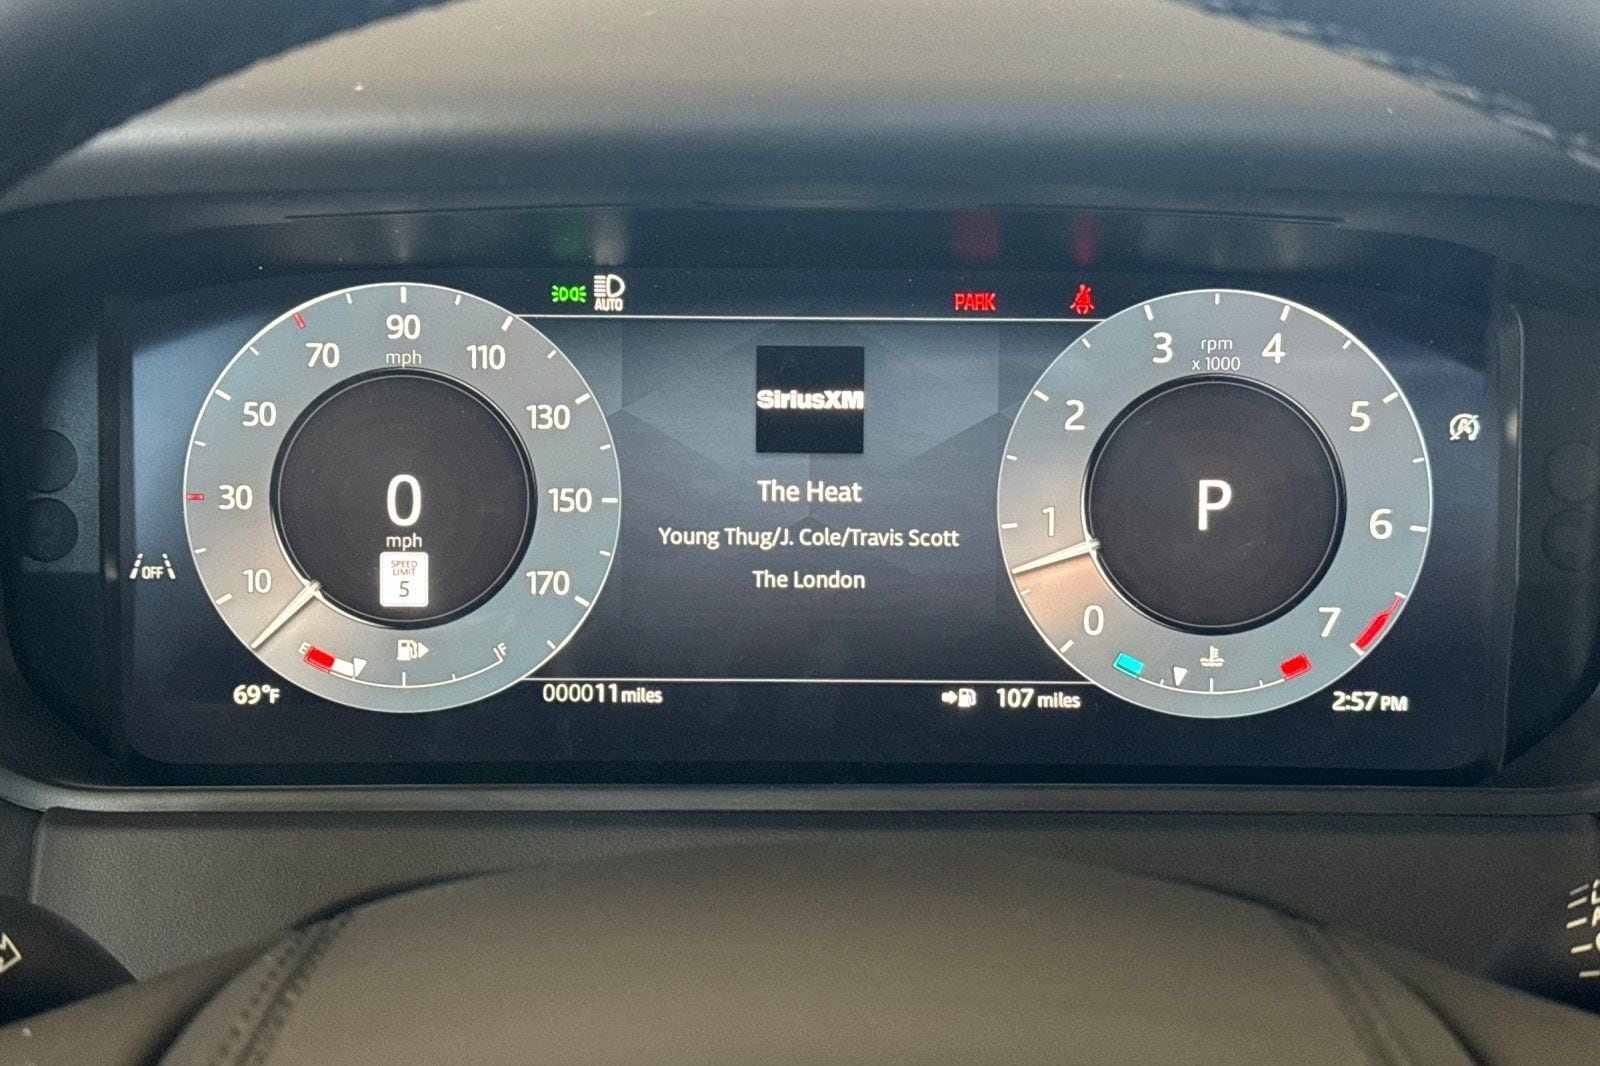 AUTO
PARK
10
30
50
70
90
mph
110
130
150
170
0
mph
SPEED
LIMIT
5
E
F
OFF
69°F
000011 miles
SiriusXM
The Heat
Young Thug/J. Cole/Travis Scott
The London
107 miles
0
1
2
3
rpm
x 1000
4
5
6
7
P
A
2:57 PM